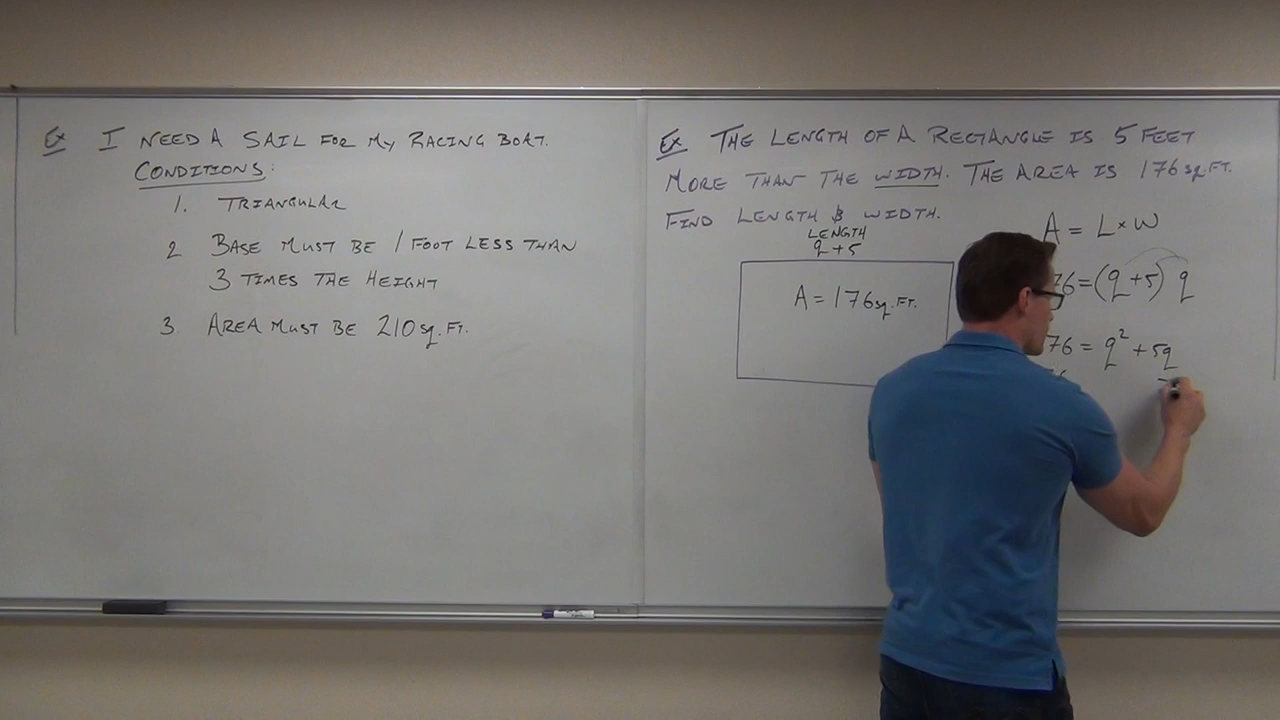 Ex I NEED A SAIL FOR MY RACING BOAT.
CONDITIONS:
1. TRIANGULAR
2 BASE MUST BE 1 FOOT LESS THAN
3 TIMES THE HEIGHT
3. AREA MUST BE 210 sq. FT.
Ex THE LENGTH OF A RECTANGLE IS 5 FEET
MORE THAN THE WIDTH. THE AREA IS 176 sq FT.
FIND LENGTH & WIDTH.
LENGTH
q + 5
A = 176 sq. FT.
A = L × W
76 = (q + 5) q
76 = q² + 5q